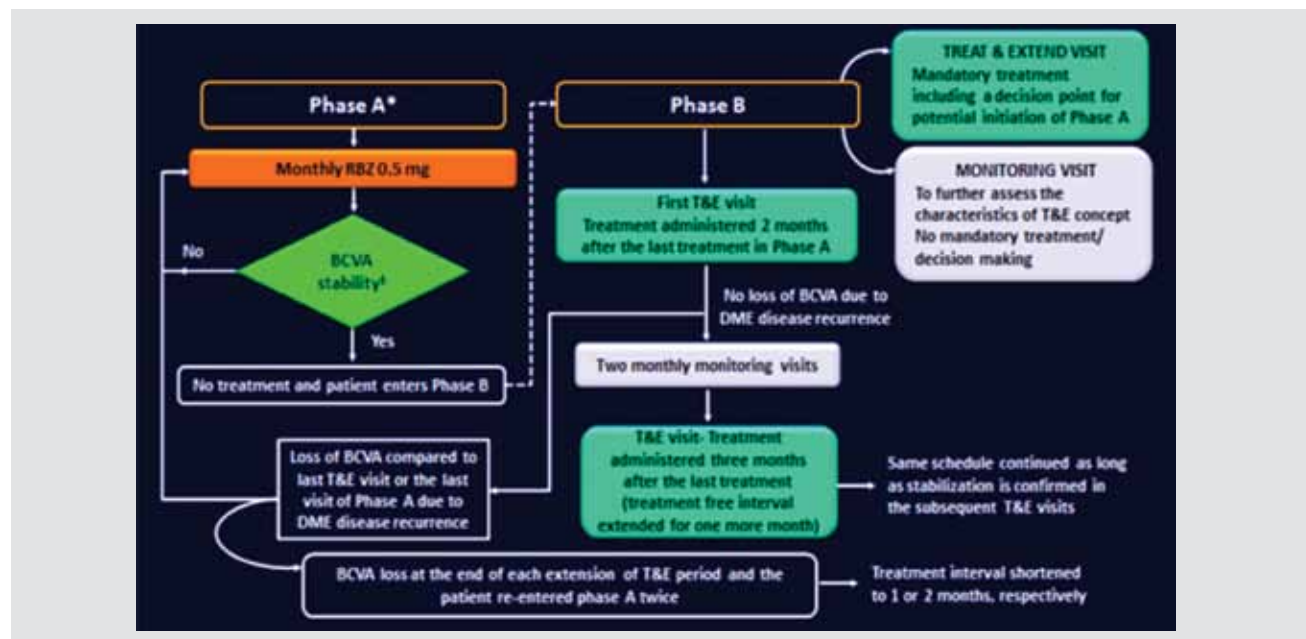 Phase A*
Monthly RBZ 0.5 mg
No
BCVA
stability‡
Yes
No treatment and patient enters Phase B
Phase B
TREAT & EXTEND VISIT
Mandatory treatment
including a decision point for
potential initiation of Phase A
MONITORING VISIT
To further assess the
characteristics of T&E concept
No mandatory treatment/
decision making
First T&E visit
Treatment administered 2 months
after the last treatment in Phase A
No loss of BCVA due to
DME disease recurrence
Two monthly monitoring visits
T&E visit- Treatment
administered three months
after the last treatment
(treatment free interval
extended for one more month)
Same schedule continued as long
as stabilization is confirmed in
the subsequent T&E visits
Loss of BCVA compared to
last T&E visit or the last
visit of Phase A due to
DME disease recurrence
BCVA loss at the end of each extension of T&E period and the
patient re-entered phase A twice
Treatment interval shortened
to 1 or 2 months, respectively